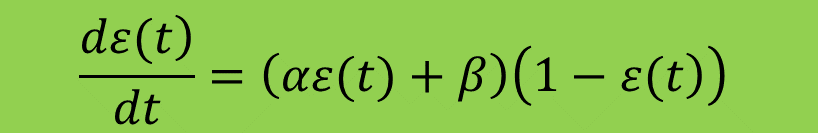 dε(t)/dt = (αε(t) + β)(1 − ε(t))